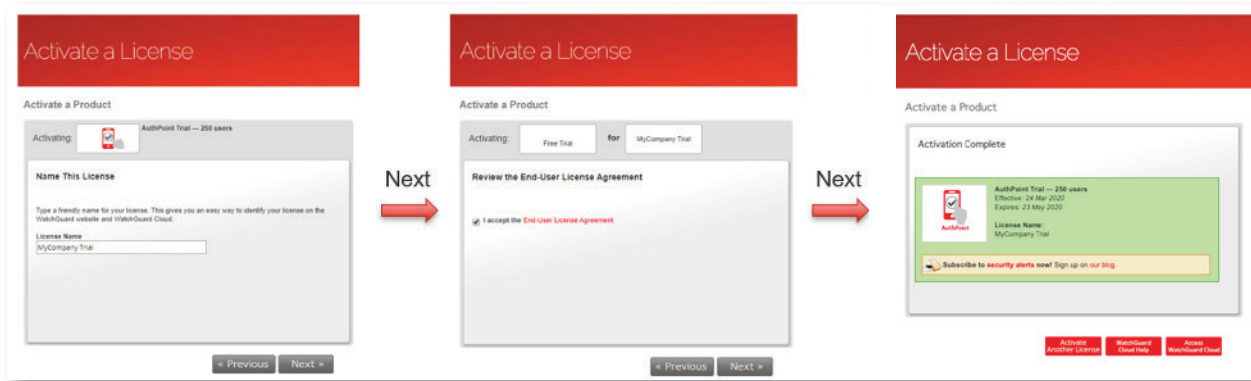 Activate a License
Activate a Product
Activating:
AuthPoint Trial — 250 users
Name This License
Type a friendly name for your license. This gives you an easy way to identify your license on the
WatchGuard website and WatchGuard Cloud.
License Name
MyCompany Trial
« Previous
Next »
Next
Activate a License
Activate a Product
Activating:
Free Trial
for
MyCompany Trial
Review the End-User License Agreement
I accept the End-User License Agreement.
« Previous
Next »
Next
Activate a License
Activate a Product
Activation Complete
AuthPoint
AuthPoint Trial — 250 users
Effective: 24 Mar 2020
Expires: 23 May 2020
License Name:
MyCompany Trial
Subscribe to security alerts now! Sign up on our blog.
Activate
Another License
WatchGuard
Cloud Help
Access
WatchGuard Cloud